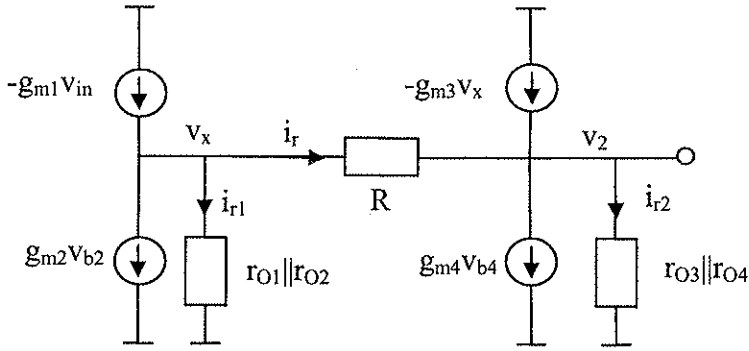 -gm1vin
-gm3vx
vx
ir
v2
R
ir1
ir2
gm2vb2
rO1||rO2
gm4vb4
rO3||rO4